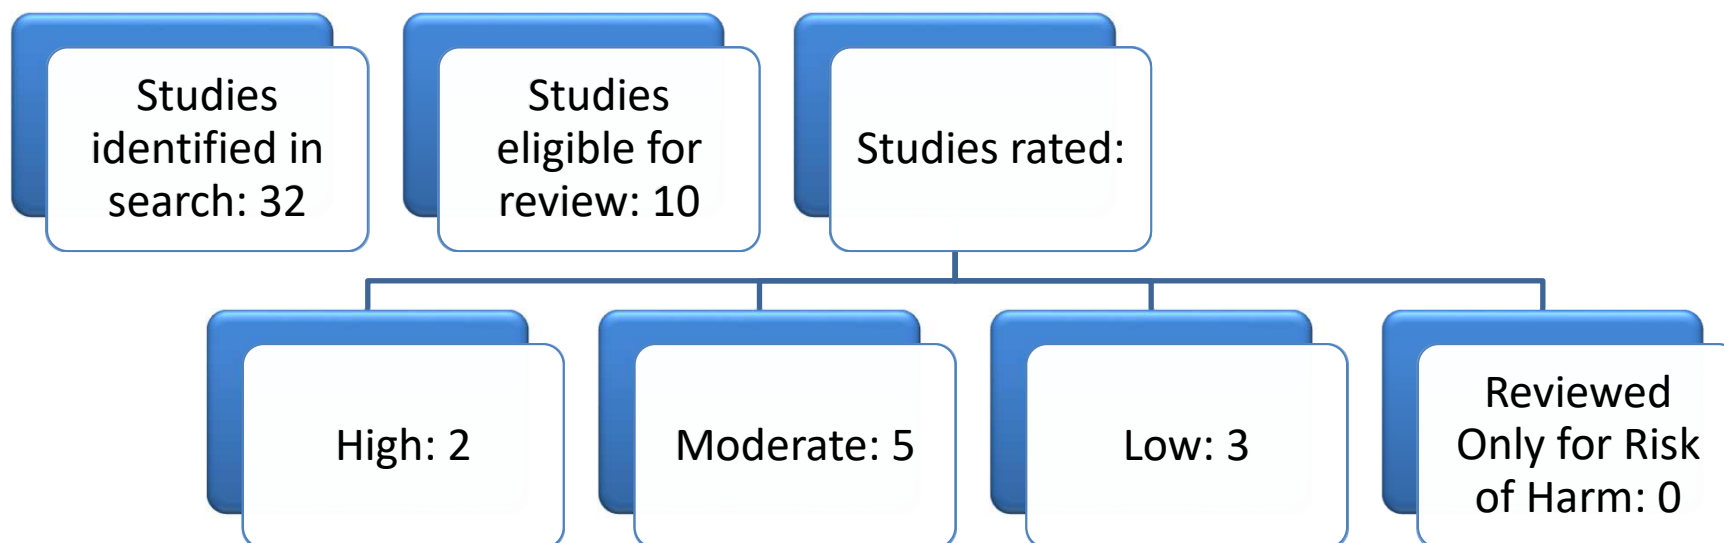 Studies
identified in
search: 32
Studies
eligible for
review: 10
Studies rated:
High: 2
Moderate: 5
Low: 3
Reviewed
Only for Risk
of Harm: 0